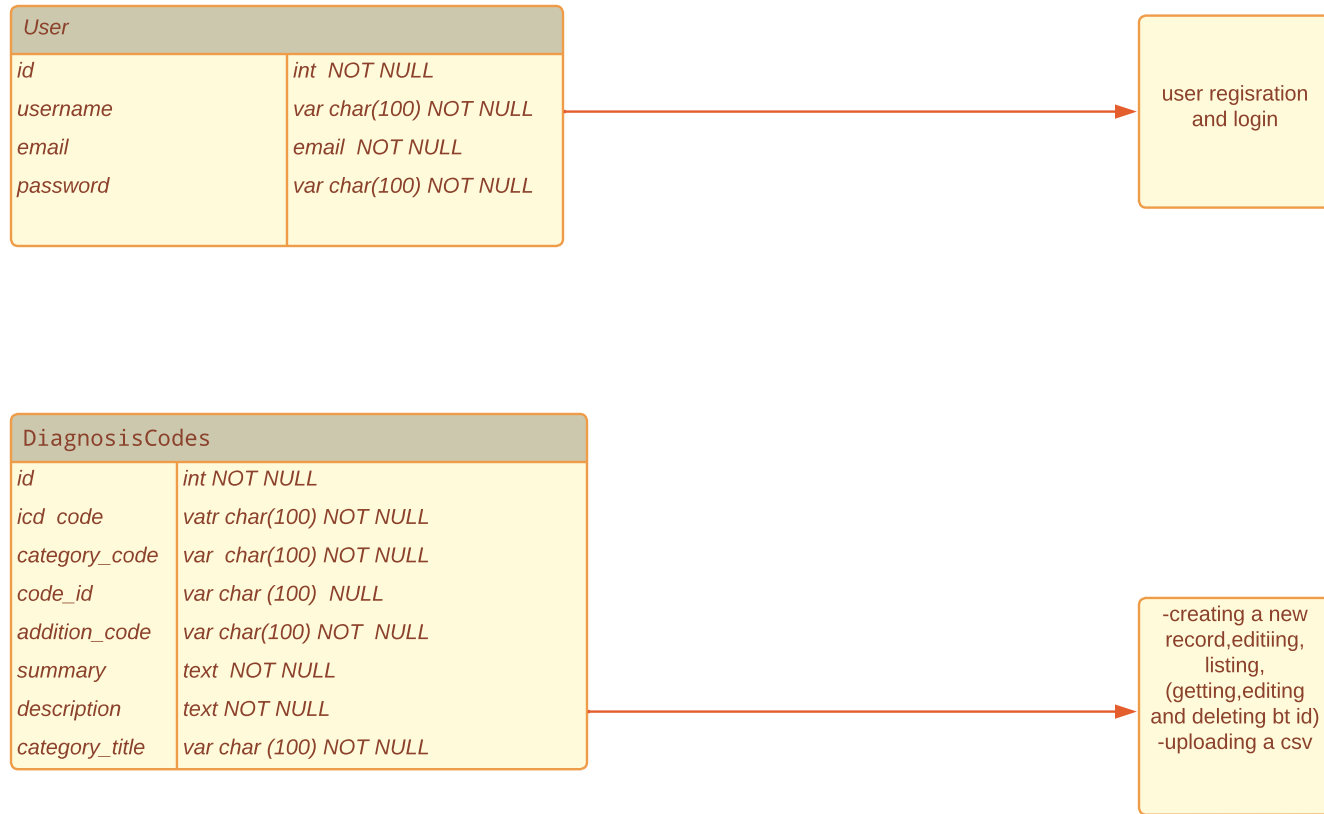 User
id int NOT NULL
username var char(100) NOT NULL
email email NOT NULL
password var char(100) NOT NULL
user regisration
and login
DiagnosisCodes
id int NOT NULL
icd code vatr char(100) NOT NULL
category_code var char(100) NOT NULL
code_id var char (100) NULL
addition_code var char(100) NOT NULL
summary text NOT NULL
description text NOT NULL
category_title var char (100) NOT NULL
-creating a new
record,editiing,
listing,
(getting,editing
and deleting bt id)
-uploading a csv